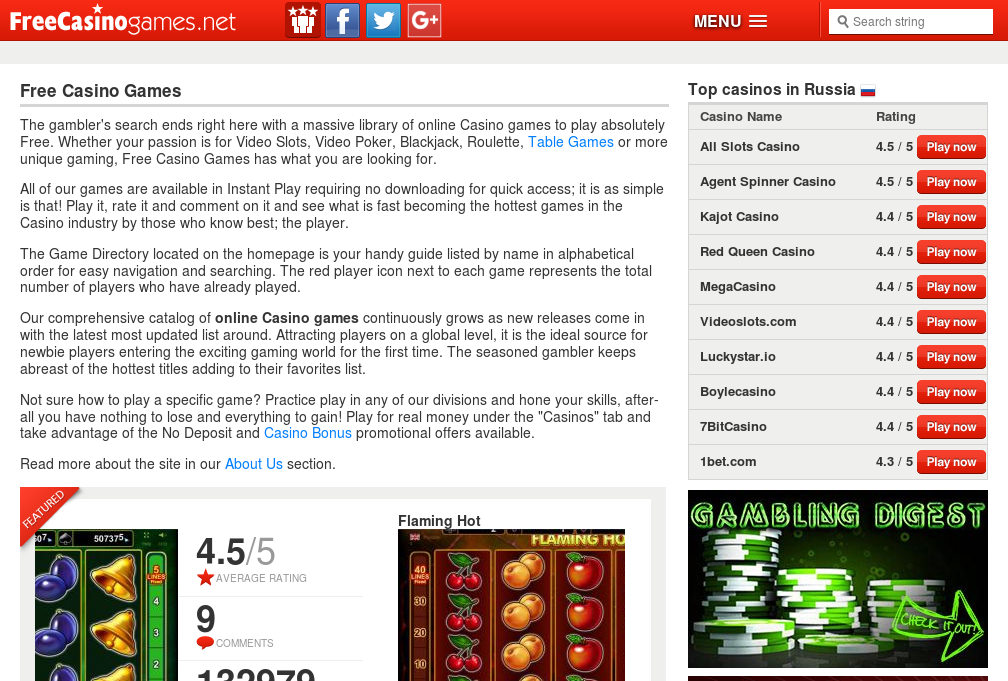 FreeCasinogames.net
MENU
Search string
Free Casino Games
The gambler's search ends right here with a massive library of online Casino games to play absolutely
Free. Whether your passion is for Video Slots, Video Poker, Blackjack, Roulette, Table Games or more
unique gaming, Free Casino Games has what you are looking for.
All of our games are available in Instant Play requiring no downloading for quick access; it is as simple
is that! Play it, rate it and comment on it and see what is fast becoming the hottest games in the
Casino industry by those who know best; the player.
The Game Directory located on the homepage is your handy guide listed by name in alphabetical
order for easy navigation and searching. The red player icon next to each game represents the total
number of players who have already played.
Our comprehensive catalog of online Casino games continuously grows as new releases come in
with the latest most updated list around. Attracting players on a global level, it is the ideal source for
newbie players entering the exciting gaming world for the first time. The seasoned gambler keeps
abreast of the hottest titles adding to their favorites list.
Not sure how to play a specific game? Practice play in any of our divisions and hone your skills, after-
all you have nothing to lose and everything to gain! Play for real money under the "Casinos" tab and
take advantage of the No Deposit and Casino Bonus promotional offers available.
Read more about the site in our About Us section.
FEATURED
507375
5
LINES
4
3
2
4.5/5
AVERAGE RATING
9
COMMENTS
132979
Flaming Hot
FLAMING HO
40
LINES
30
20
10
Top casinos in Russia
Casino Name Rating
All Slots Casino 4.5 / 5 Play now
Agent Spinner Casino 4.5 / 5 Play now
Kajot Casino 4.4 / 5 Play now
Red Queen Casino 4.4 / 5 Play now
MegaCasino 4.4 / 5 Play now
Videoslots.com 4.4 / 5 Play now
Luckystar.io 4.4 / 5 Play now
Boylecasino 4.4 / 5 Play now
7BitCasino 4.4 / 5 Play now
1bet.com 4.3 / 5 Play now
GAMBLING DIGEST
CHECK IT OUT!